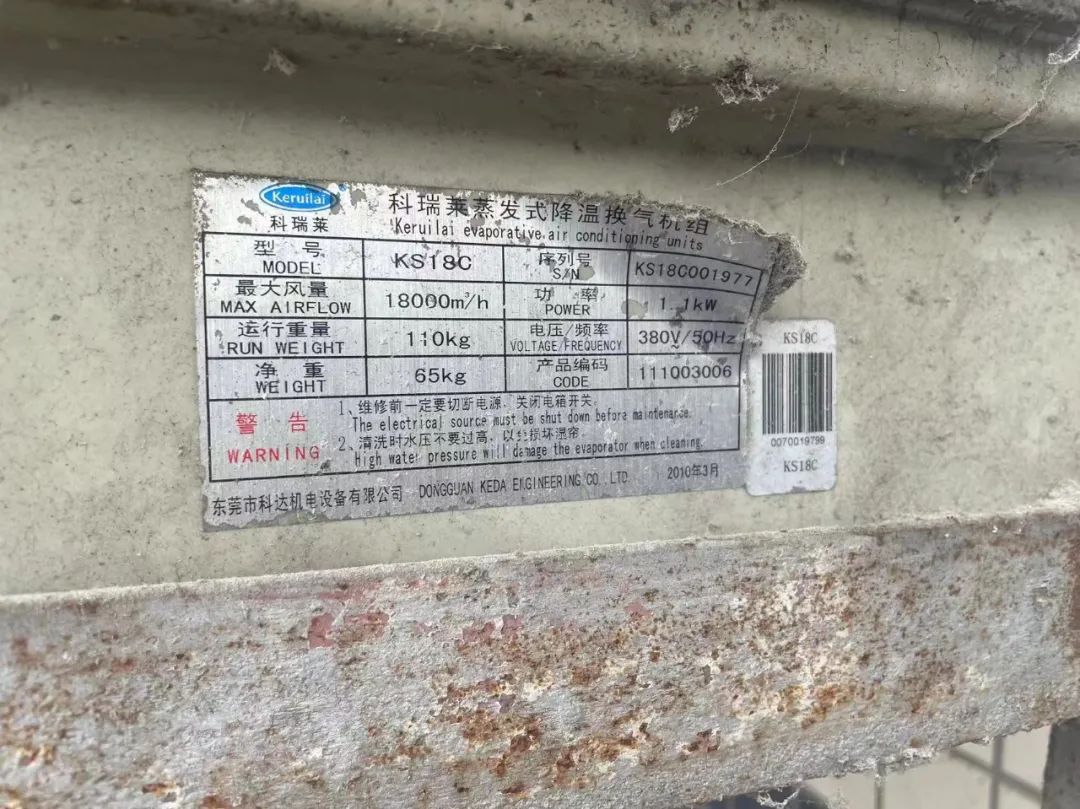 Keruilai
科瑞莱
科瑞莱蒸发式降温换气机组
Keruilai evaporative air conditioning units
型号 KS18C 序列号 KS18C001977
MODEL S/N
最大风量 18000m³/h 功率 1.1kW
MAX AIRFLOW POWER
运行重量 110kg 电压/频率 380V/50Hz
RUN WEIGHT VOLTAGE/FREQUENCY
净重 65kg 产品编码 111003006
WEIGHT CODE
警告
WARNING
1、维修前一定要切断电源、关闭电箱开关。
The electrical source must be shut down before maintenance.
2、清洗时水压不要过高，以免损坏湿帘。
High water pressure will damage the evaporator when cleaning.
东莞市科达机电设备有限公司 DONGGUAN KEDA ENGINEERING CO. LTD. 2010年3月
KS18C
0070019799
KS18C